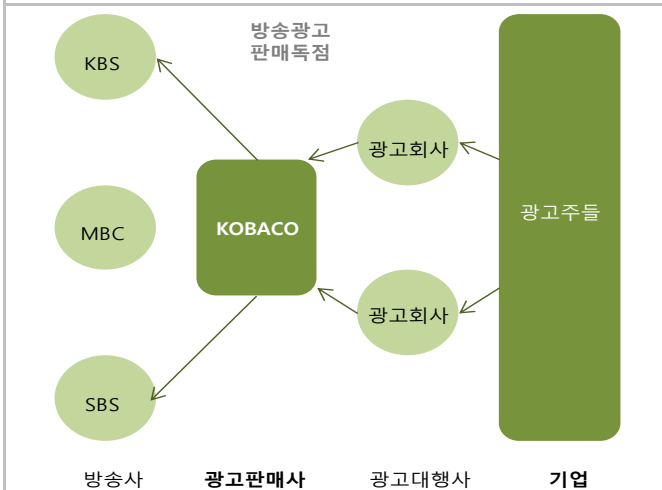 방송광고
판매독점
KBS
광고회사
MBC
KOBACO
광고주들
광고회사
SBS
방송사
광고판매사
광고대행사
기업